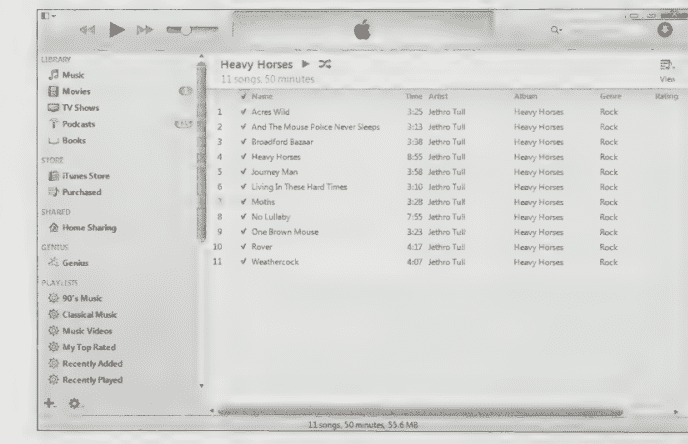 LIBRARY
Music
Movies
TV Shows
Podcasts
Books
STORE
iTunes Store
Purchased
SHARED
Home Sharing
GENIUS
Genius
PLAYLISTS
90's Music
Classical Music
Music Videos
My Top Rated
Recently Added
Recently Played
Heavy Horses
11 songs, 50 minutes
View
Name Time Artist Album Genre Rating
1 Acres Wild 3:25 Jethro Tull Heavy Horses Rock
2 And The Mouse Police Never Sleeps 3:13 Jethro Tull Heavy Horses Rock
3 Broadford Bazaar 3:38 Jethro Tull Heavy Horses Rock
4 Heavy Horses 8:55 Jethro Tull Heavy Horses Rock
5 Journey Man 3:58 Jethro Tull Heavy Horses Rock
6 Living In These Hard Times 3:10 Jethro Tull Heavy Horses Rock
7 Moths 3:28 Jethro Tull Heavy Horses Rock
8 No Lullaby 7:55 Jethro Tull Heavy Horses Rock
9 One Brown Mouse 3:23 Jethro Tull Heavy Horses Rock
10 Rover 4:17 Jethro Tull Heavy Horses Rock
11 Weathercock 4:07 Jethro Tull Heavy Horses Rock
11 songs, 50 minutes, 53.6 MB